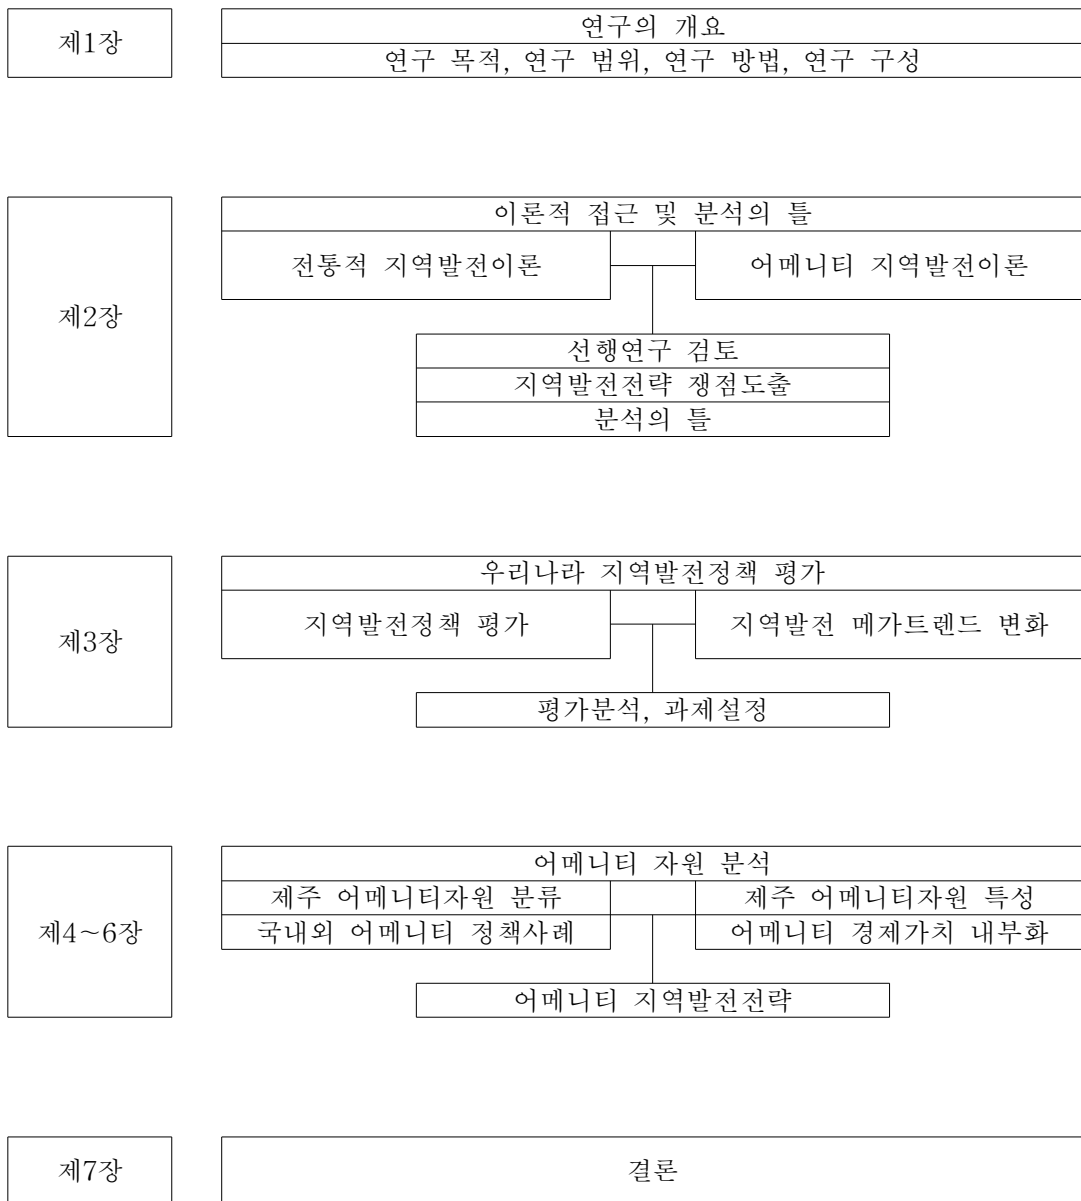 제1장
연구의 개요
연구 목적, 연구 범위, 연구 방법, 연구 구성
제2장
이론적 접근 및 분석의 틀
전통적 지역발전이론
어메니티 지역발전이론
선행연구 검토
지역발전전략 쟁점도출
분석의 틀
제3장
우리나라 지역발전정책 평가
지역발전정책 평가
지역발전 메가트렌드 변화
평가분석, 과제설정
제4~6장
어메니티 자원 분석
제주 어메니티자원 분류
제주 어메니티자원 특성
국내외 어메니티 정책사례
어메니티 경제가치 내부화
어메니티 지역발전전략
제7장
결론